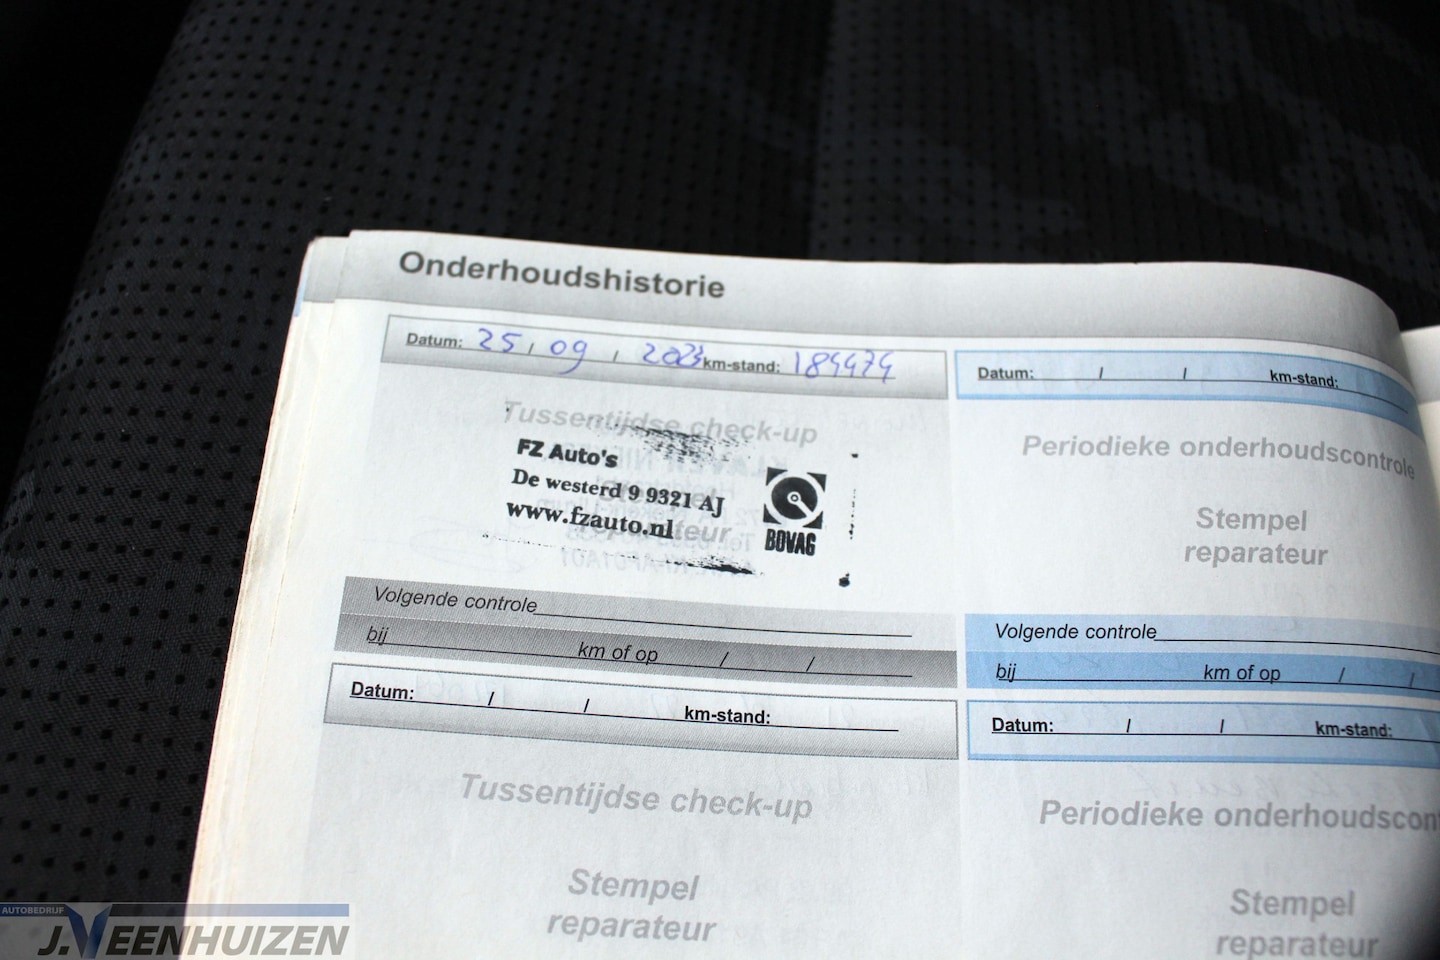 Onderhoudshistorie
Datum: 25 / 09 / 2023 km-stand: 184474
Datum: / / km-stand:
Tussentijdse check-up
FZ Auto's
De westerd 9 9321 AJ
www.fzauto.nl
BOVAG
Periodieke onderhoudscontrole
Stempel
reparateur
Volgende controle
bij km of op / /
Volgende controle
bij km of op / /
Datum: / / km-stand:
Datum: / / km-stand:
Tussentijdse check-up
Stempel
reparateur
Periodieke onderhoudscont
Stempel
reparateur
AUTOBEDRIJF
J.VEENHUIZEN